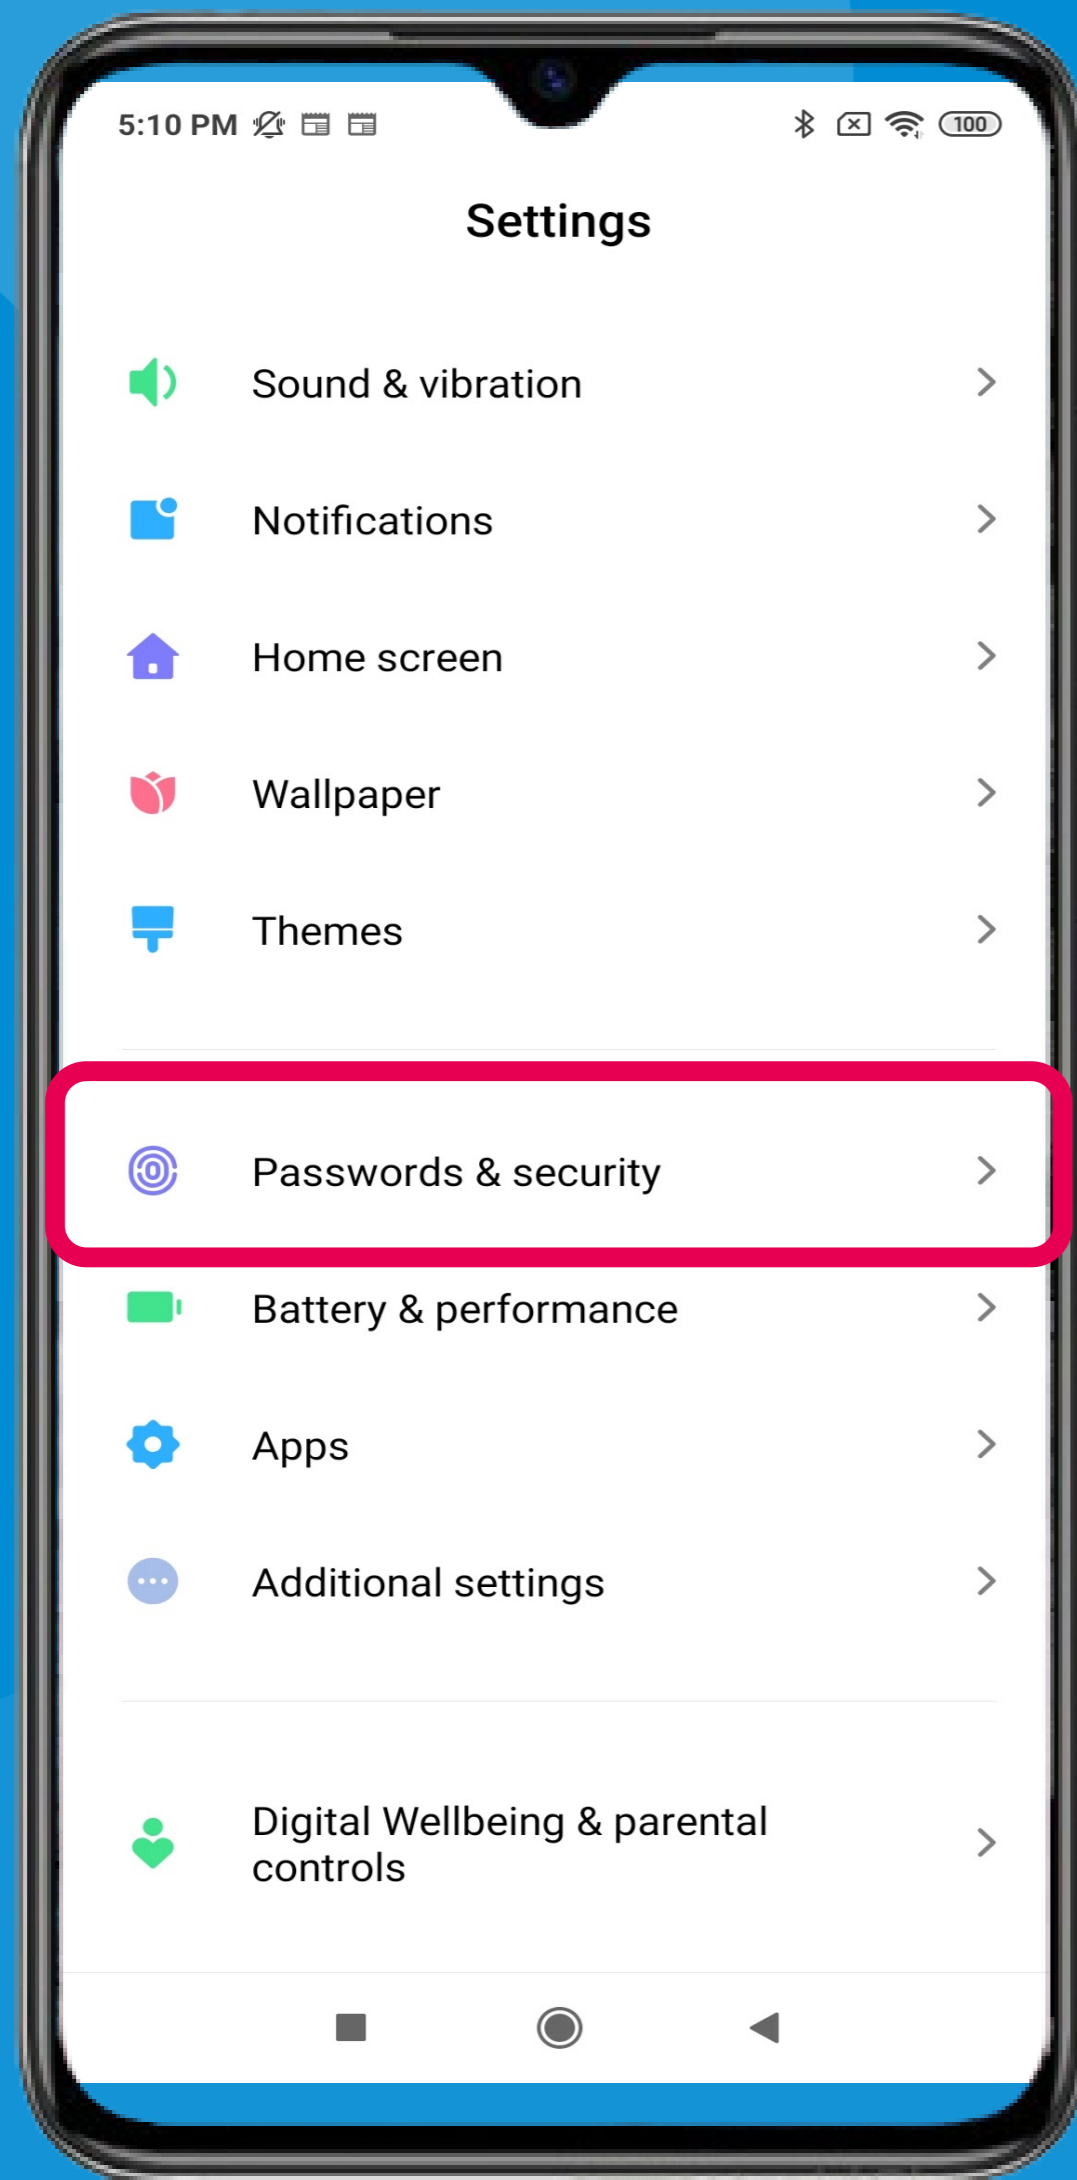 5:10 PM
100
Settings
Sound & vibration
Notifications
Home screen
Wallpaper
Themes
Passwords & security
Battery & performance
Apps
Additional settings
Digital Wellbeing & parental
controls